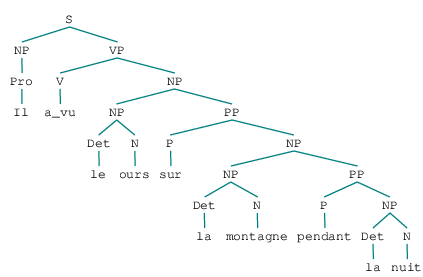 S
NP VP
Pro V NP
Il a_vu NP PP
Det N P NP
le ours sur NP PP
Det N P NP
la montagne pendant Det N
la nuit